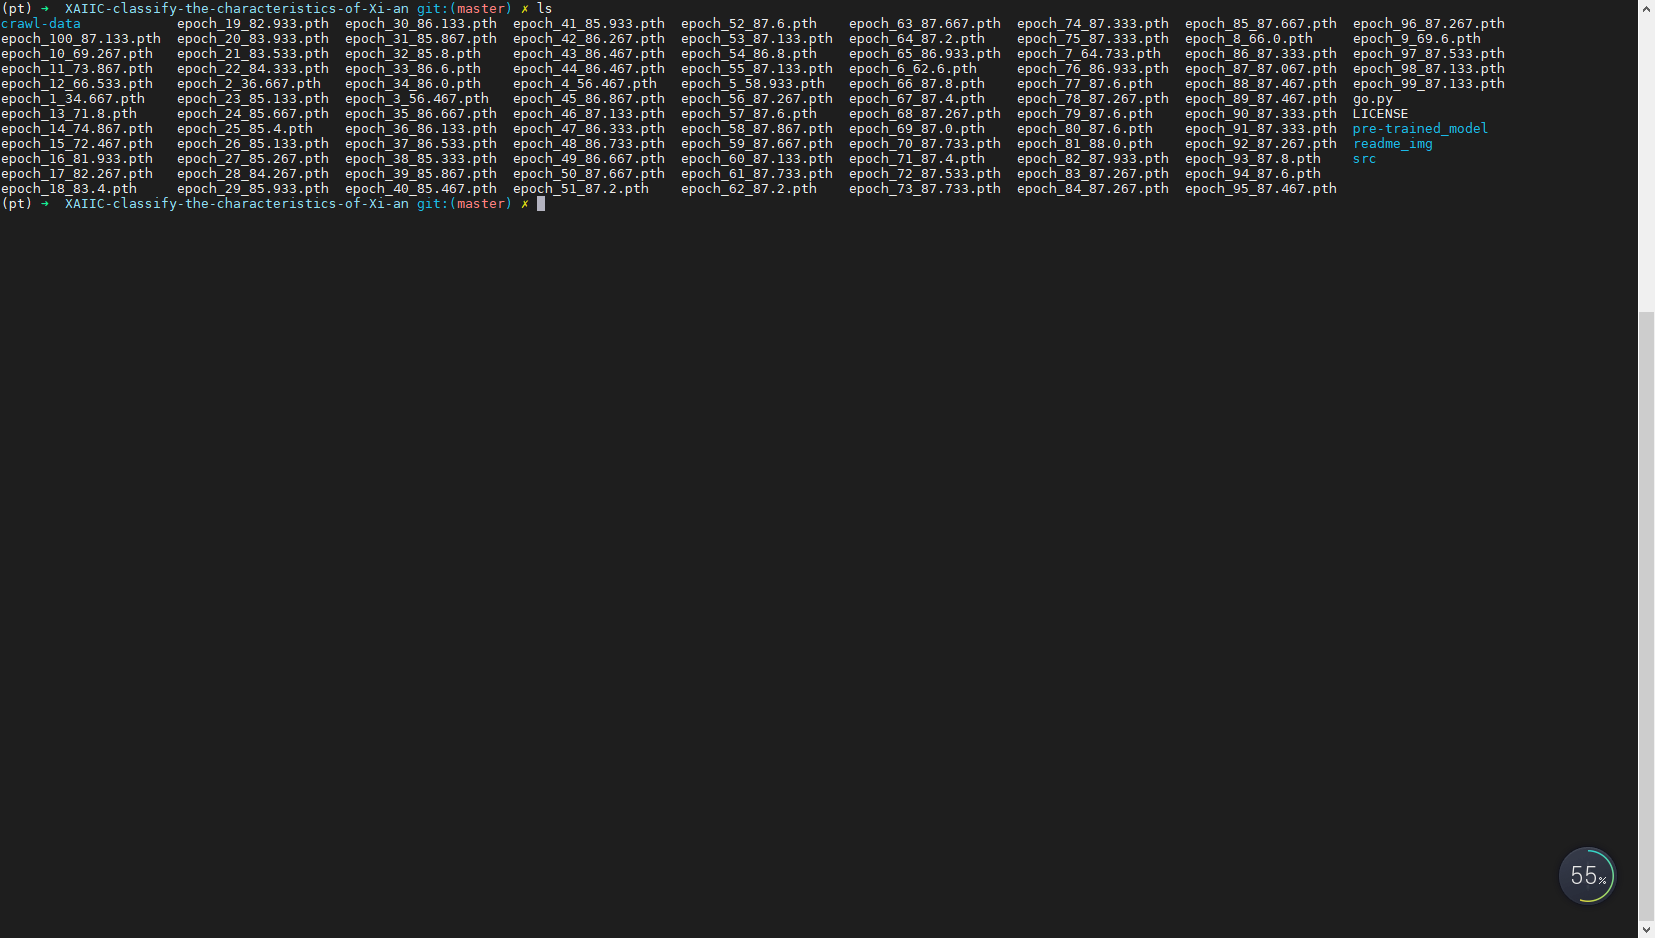 (pt) ➜  XAIIC-classify-the-characteristics-of-Xi-an git:(master) ✗ ls
crawl-data            epoch_19_82.933.pth  epoch_30_86.133.pth  epoch_41_85.933.pth  epoch_52_87.6.pth    epoch_63_87.667.pth  epoch_74_87.333.pth  epoch_85_87.667.pth  epoch_96_87.267.pth
epoch_100_87.133.pth  epoch_20_83.933.pth  epoch_31_85.867.pth  epoch_42_86.267.pth  epoch_53_87.133.pth  epoch_64_87.2.pth    epoch_75_87.333.pth  epoch_8_66.0.pth     epoch_9_69.6.pth
epoch_10_69.267.pth   epoch_21_83.533.pth  epoch_32_85.8.pth    epoch_43_86.467.pth  epoch_54_86.8.pth    epoch_65_86.933.pth  epoch_7_64.733.pth   epoch_86_87.333.pth  epoch_97_87.533.pth
epoch_11_73.867.pth   epoch_22_84.333.pth  epoch_33_86.6.pth    epoch_44_86.467.pth  epoch_55_87.133.pth  epoch_6_62.6.pth     epoch_76_86.933.pth  epoch_87_87.067.pth  epoch_98_87.133.pth
epoch_12_66.533.pth   epoch_2_36.667.pth   epoch_34_86.0.pth    epoch_4_56.467.pth   epoch_5_58.933.pth   epoch_66_87.8.pth    epoch_77_87.6.pth    epoch_88_87.467.pth  epoch_99_87.133.pth
epoch_1_34.667.pth    epoch_23_85.133.pth  epoch_3_56.467.pth   epoch_45_86.867.pth  epoch_56_87.267.pth  epoch_67_87.4.pth    epoch_78_87.267.pth  epoch_89_87.467.pth  go.py
epoch_13_71.8.pth     epoch_24_85.667.pth  epoch_35_86.667.pth  epoch_46_87.133.pth  epoch_57_87.6.pth    epoch_68_87.267.pth  epoch_79_87.6.pth    epoch_90_87.333.pth  LICENSE
epoch_14_74.867.pth   epoch_25_85.4.pth    epoch_36_86.133.pth  epoch_47_86.333.pth  epoch_58_87.867.pth  epoch_69_87.0.pth    epoch_80_87.6.pth    epoch_91_87.333.pth  pre-trained_model
epoch_15_72.467.pth   epoch_26_85.133.pth  epoch_37_86.533.pth  epoch_48_86.733.pth  epoch_59_87.667.pth  epoch_70_87.733.pth  epoch_81_88.0.pth    epoch_92_87.267.pth  readme_img
epoch_16_81.933.pth   epoch_27_85.267.pth  epoch_38_85.333.pth  epoch_49_86.667.pth  epoch_60_87.133.pth  epoch_71_87.4.pth    epoch_82_87.933.pth  epoch_93_87.8.pth    src
epoch_17_82.267.pth   epoch_28_84.267.pth  epoch_39_85.867.pth  epoch_50_87.667.pth  epoch_61_87.733.pth  epoch_72_87.533.pth  epoch_83_87.267.pth  epoch_94_87.6.pth
epoch_18_83.4.pth     epoch_29_85.933.pth  epoch_40_85.467.pth  epoch_51_87.2.pth    epoch_62_87.2.pth    epoch_73_87.733.pth  epoch_84_87.267.pth  epoch_95_87.467.pth
(pt) ➜  XAIIC-classify-the-characteristics-of-Xi-an git:(master) ✗
55%